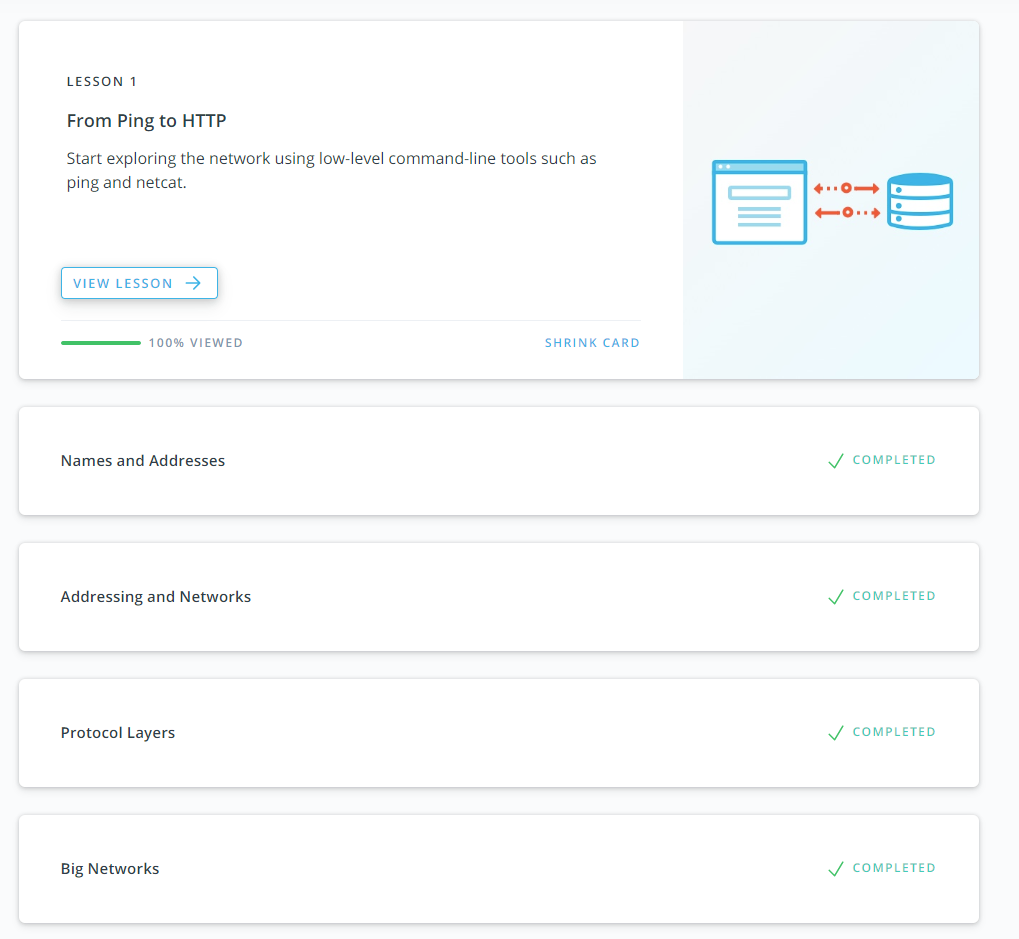 LESSON 1
From Ping to HTTP
Start exploring the network using low-level command-line tools such as
ping and netcat.
VIEW LESSON
100% VIEWED
SHRINK CARD
Names and Addresses
COMPLETED
Addressing and Networks
COMPLETED
Protocol Layers
COMPLETED
Big Networks
COMPLETED